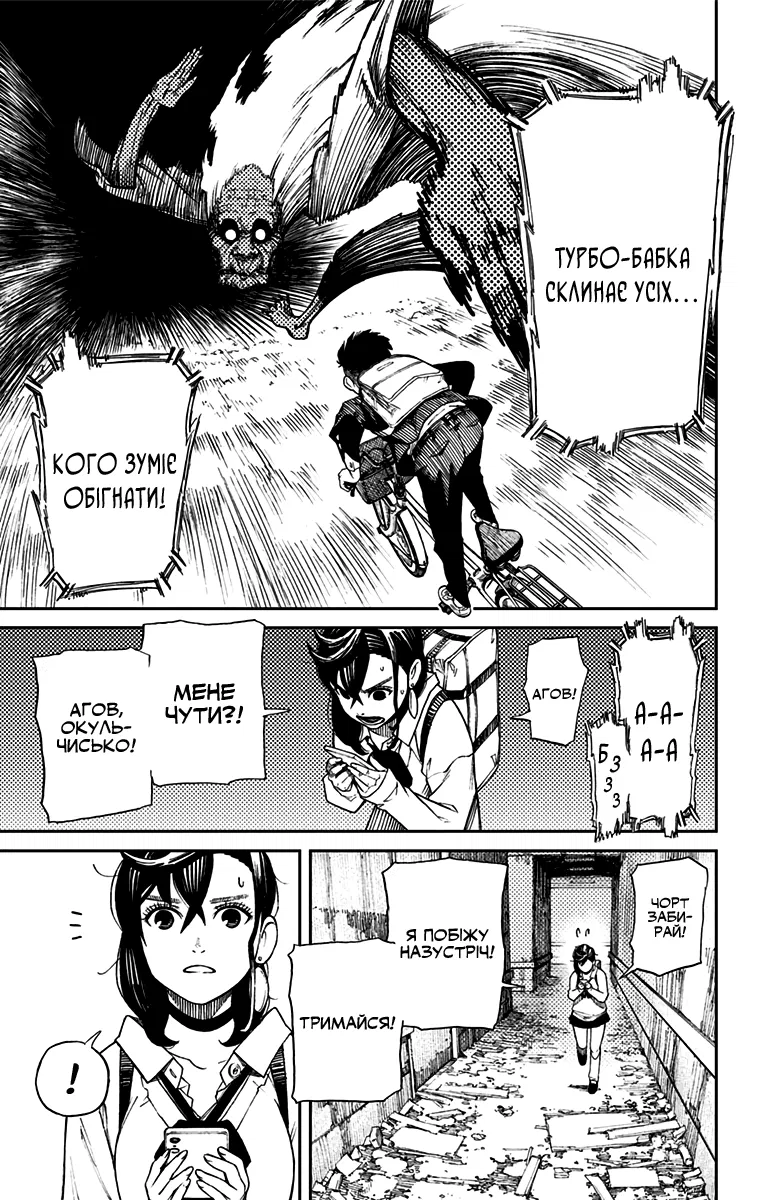 ТУРБО-БАБКА
СКЛИНАЄ УСІХ...
КОГО ЗУМІЄ
ОБІГНАТИ!
А-А-
А-А
БЗ
З
З
АГОВ!
МЕНЕ
ЧУТИ?!
АГОВ,
ОКУЛЬ-
ЧИСЬКО!
ЧОРТ
ЗАБИ-
РАЙ!
Я ПОБІЖУ
НАЗУСТРІЧ!
ТРИМАЙСЯ!
!